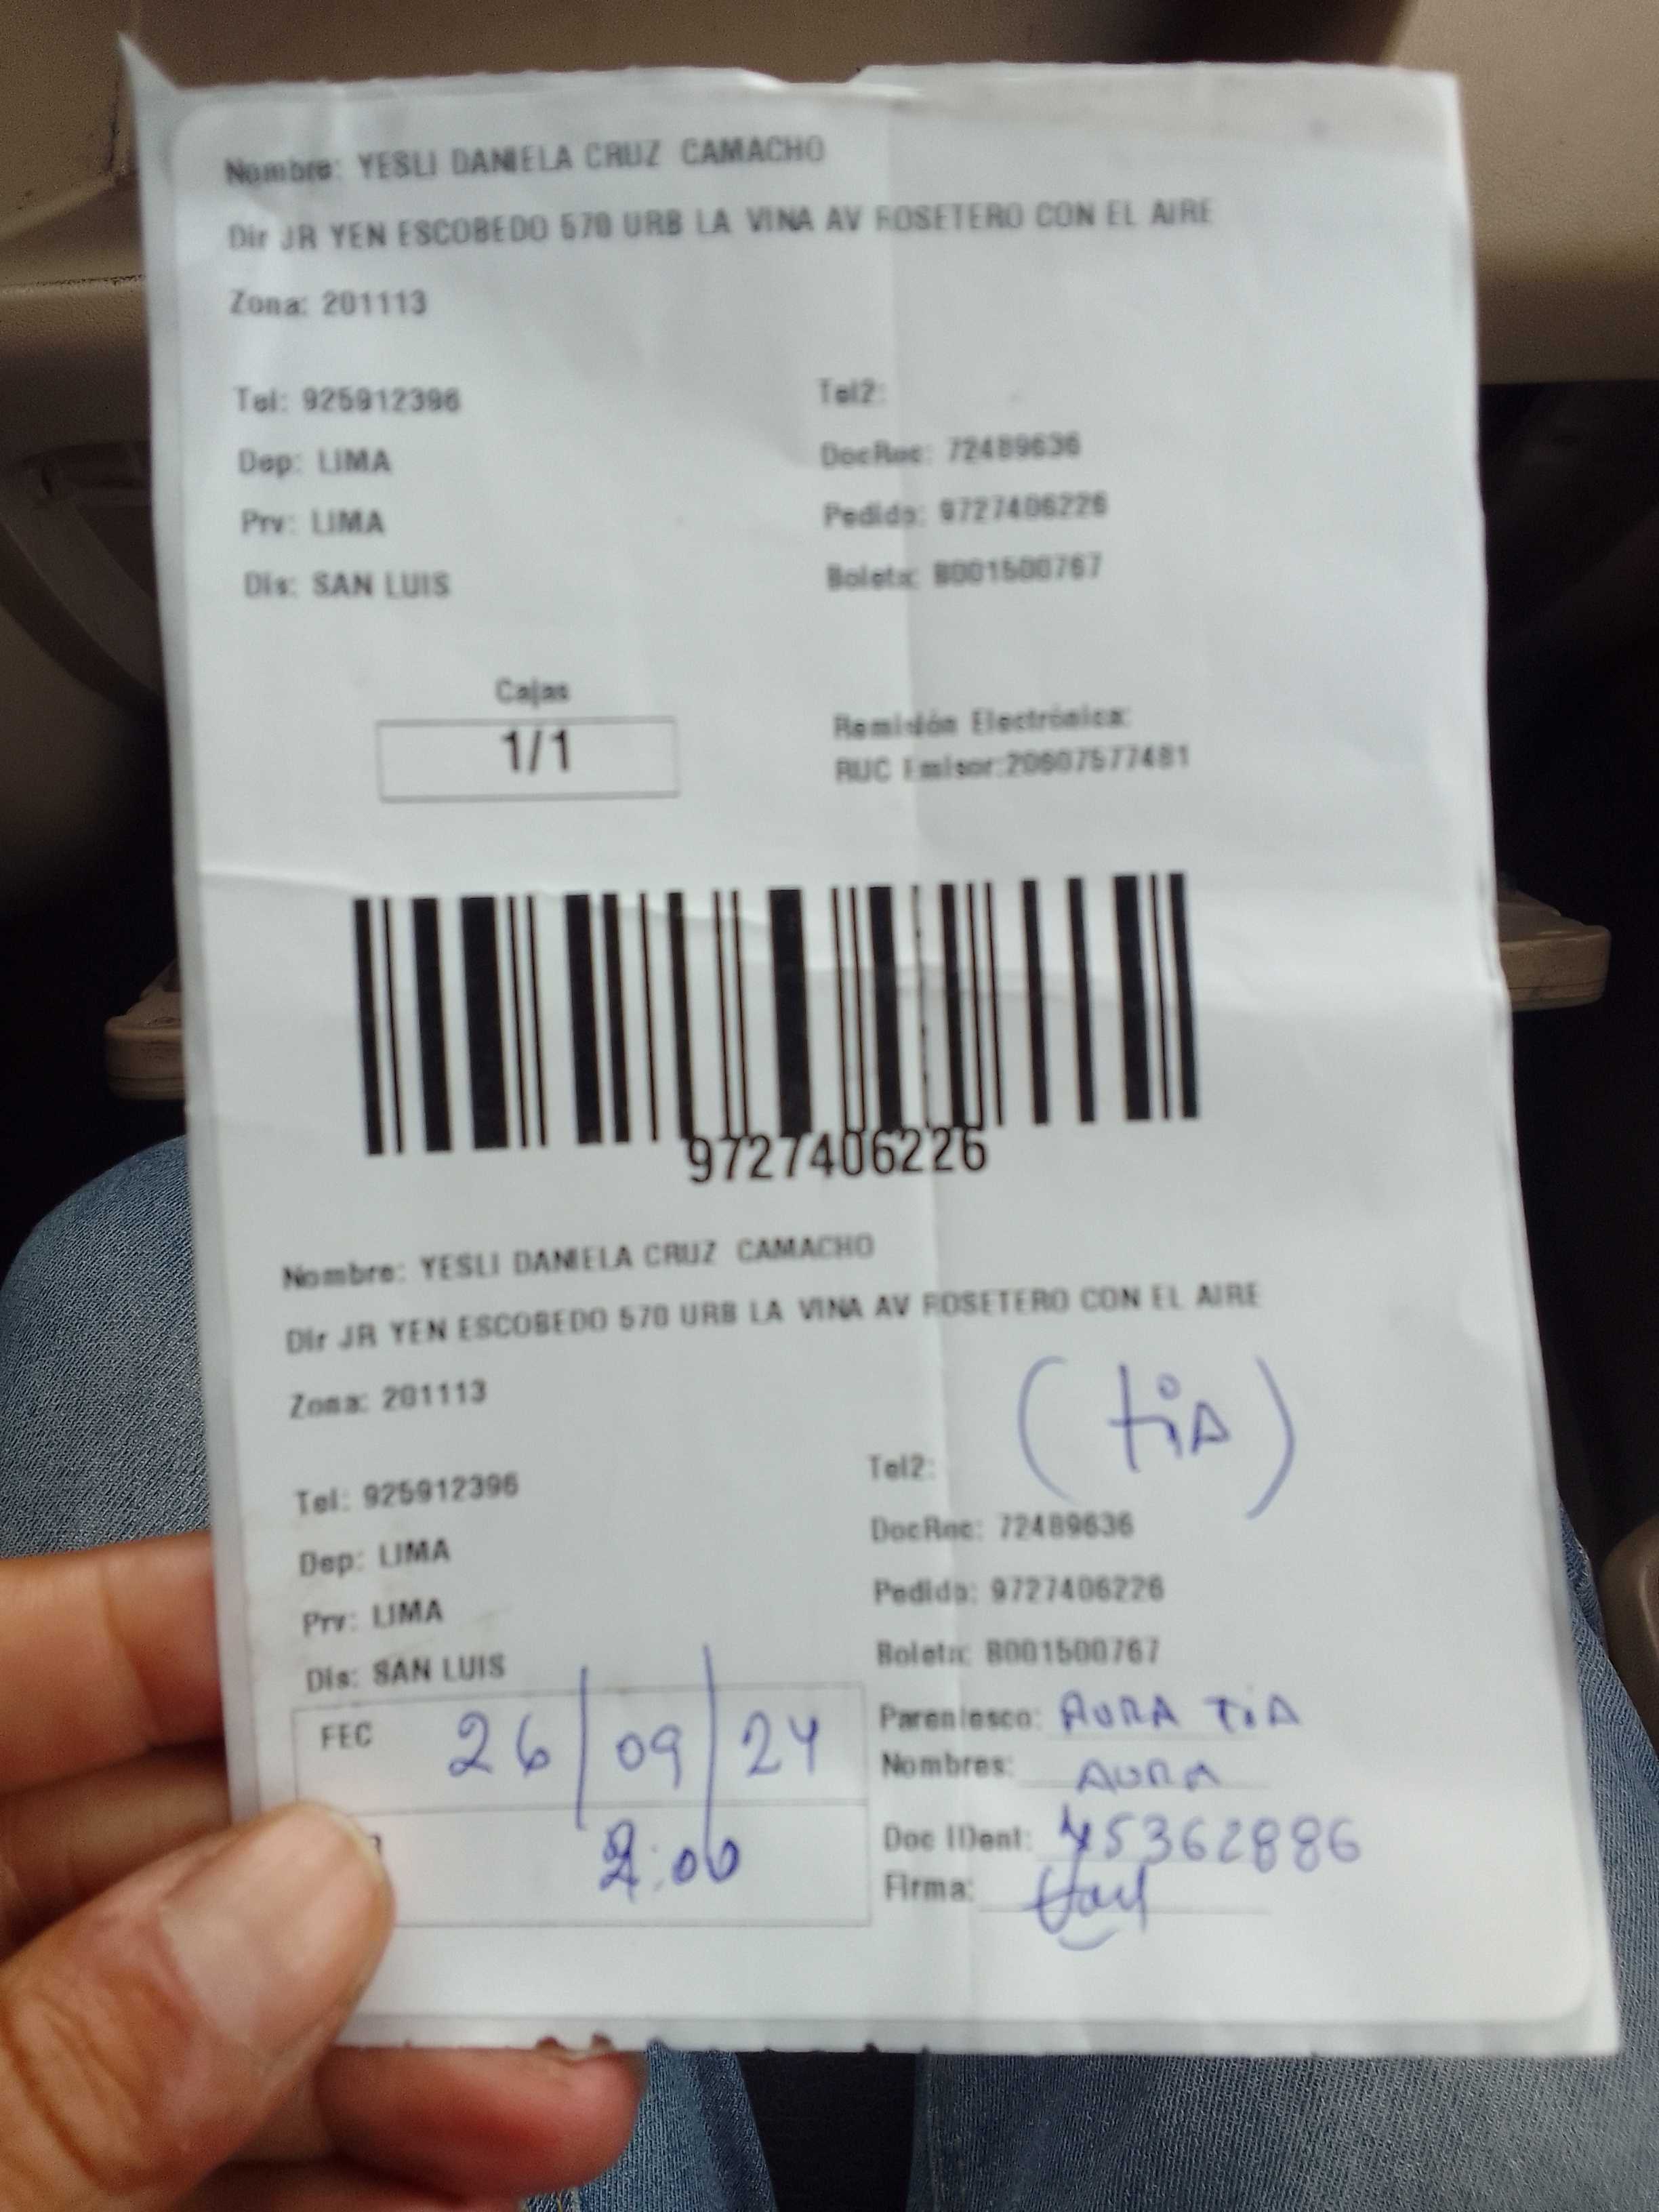 Nombre: YESLI DANIELA CRUZ CAMACHO
Dir JR YEN ESCOBEDO 570 URB LA VINA AV ROSETERO CON EL AIRE
Zona: 201113
Tel: 925912396 Tel2:
Dep: LIMA DocRuc: 72489636
Prv: LIMA Pedido: 9727406226
Dis: SAN LUIS Boleta: B001500767
Cajas
1/1
Remisión Electrónica:
RUC Emisor:20607577481
9727406226
Nombre: YESLI DANIELA CRUZ CAMACHO
Dir JR YEN ESCOBEDO 570 URB LA VINA AV ROSETERO CON EL AIRE
Zona: 201113
(tiA)
Tel: 925912396 Tel2:
Dep: LIMA DocRuc: 72489636
Prv: LIMA Pedido: 9727406226
Dis: SAN LUIS Boleta: B001500767
FEC 26/09/24 Parentesco: AURA TiA
Nombres: AURA
2:00 Doc IDent: 45362886
Firma: